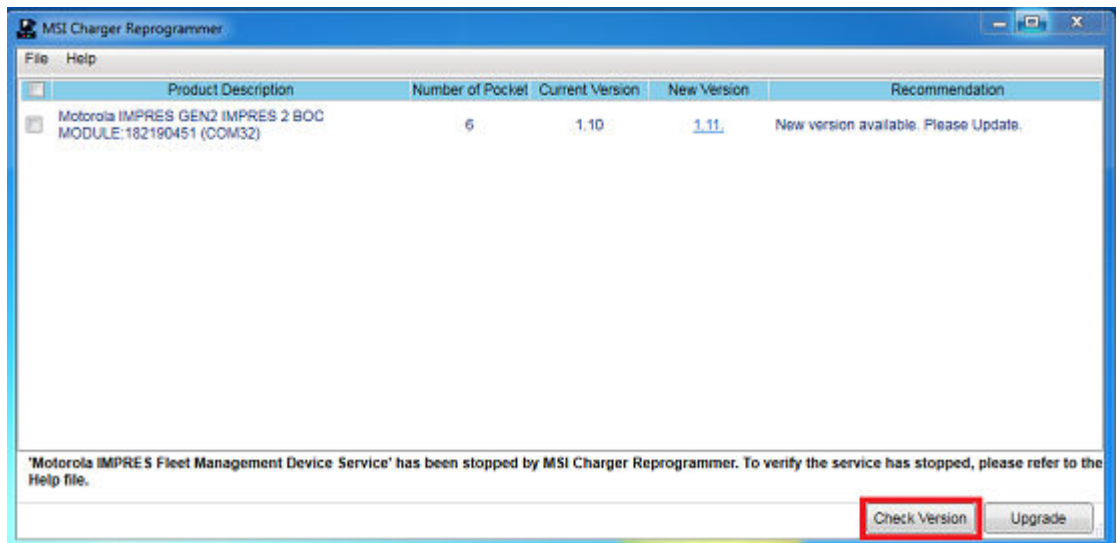 MSI Charger Reprogrammer
File Help
Product Description Number of Pocket Current Version New Version Recommendation
Motorola IMPRES GEN2 IMPRES 2 BOC
MODULE:182190451 (COM32) 6 1.10 1.11. New version available. Please Update.
'Motorola IMPRES Fleet Management Device Service' has been stopped by MSI Charger Reprogrammer. To verify the service has stopped, please refer to the
Help file.
Check Version Upgrade